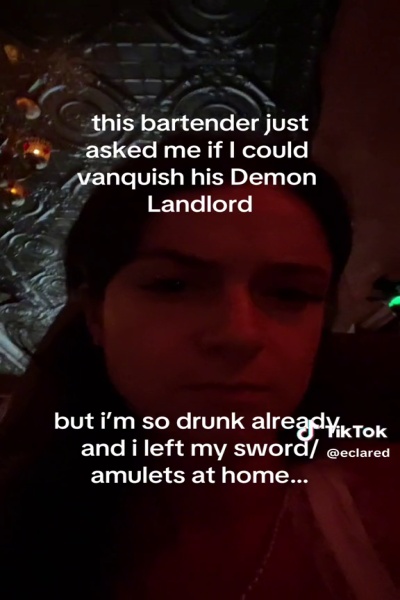 this bartender just
asked me if I could
vanquish his Demon
Landlord
but i'm so drunk already
and i left my sword/
amulets at home...
TikTok
@eclared